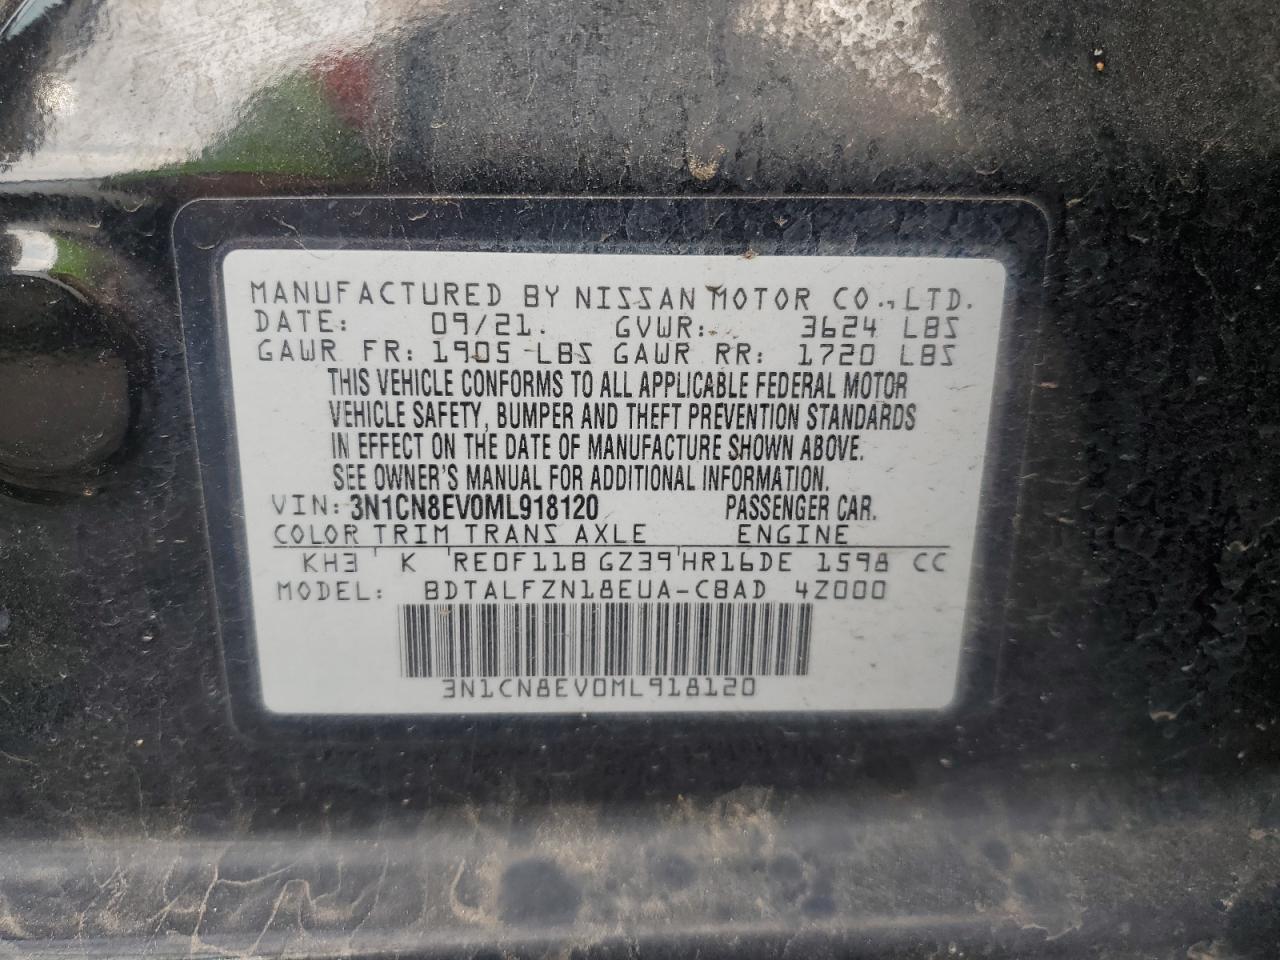 MANUFACTURED BY NISSAN MOTOR CO., LTD.
DATE: 09/21. GVWR: 3624 LBS
GAWR FR: 1905 LBS GAWR RR: 1720 LBS
THIS VEHICLE CONFORMS TO ALL APPLICABLE FEDERAL MOTOR
VEHICLE SAFETY, BUMPER AND THEFT PREVENTION STANDARDS
IN EFFECT ON THE DATE OF MANUFACTURE SHOWN ABOVE.
SEE OWNER'S MANUAL FOR ADDITIONAL INFORMATION.
VIN: 3N1CN8EV0ML918120 PASSENGER CAR.
COLOR TRIM TRANS AXLE ENGINE
KH3 K RE0F11B GZ39 HR16DE 1598 CC
MODEL: BDTALFZN18EUA-C8AD 4Z000
3N1CN8EV0ML918120